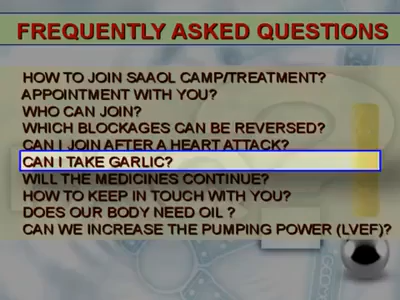 FREQUENTLY ASKED QUESTIONS
HOW TO JOIN SAAOL CAMP/TREATMENT?
APPOINTMENT WITH YOU?
WHO CAN JOIN?
WHICH BLOCKAGES CAN BE REVERSED?
CAN I JOIN AFTER A HEART ATTACK?
CAN I TAKE GARLIC?
WILL THE MEDICINES CONTINUE?
HOW TO KEEP IN TOUCH WITH YOU?
DOES OUR BODY NEED OIL ?
CAN WE INCREASE THE PUMPING POWER (LVEF)?